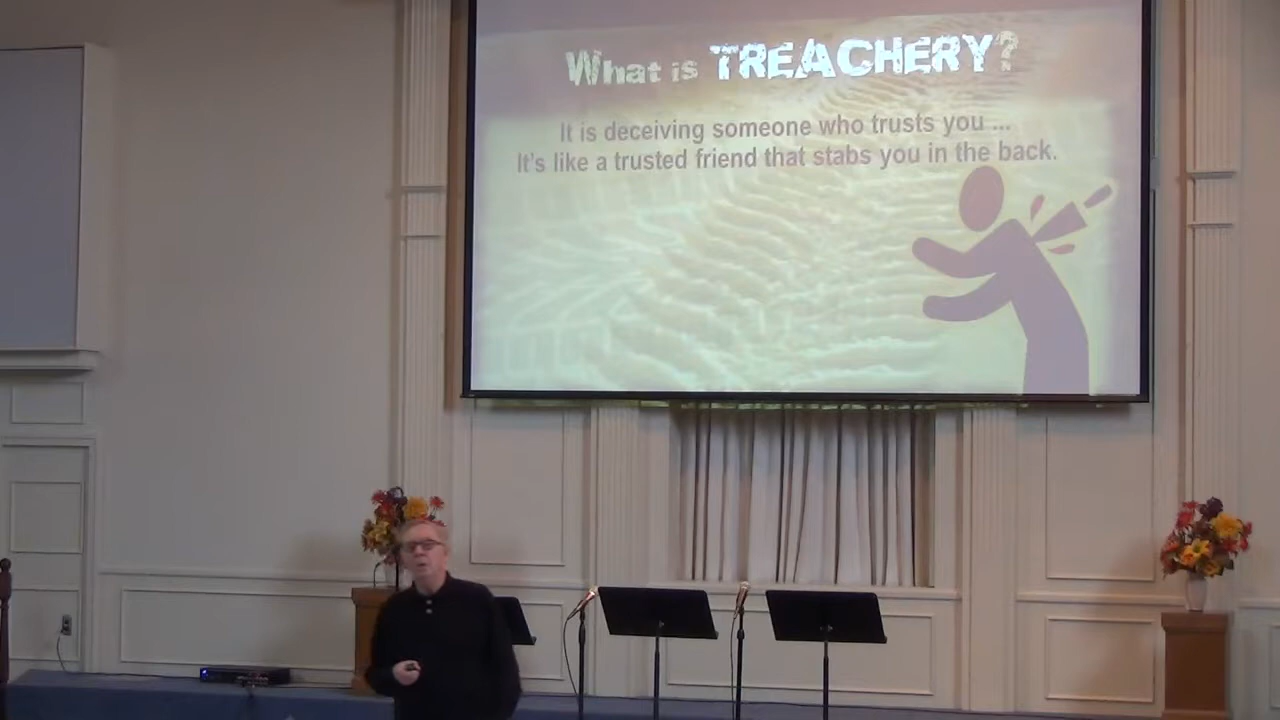 What is TREACHERY?
It is deceiving someone who trusts you ...
It's like a trusted friend that stabs you in the back.